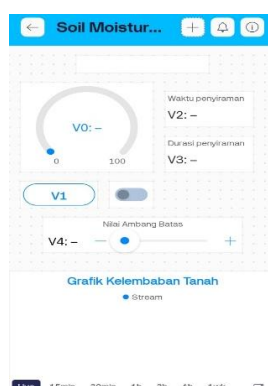 Soil Moistur...
Waktu penyiraman
V0: –
V2: –
Durasi penyiraman
0 100
V3: –
V1
Nilai Ambang Batas
V4: – – +
Grafik Kelembaban Tanah
Stream